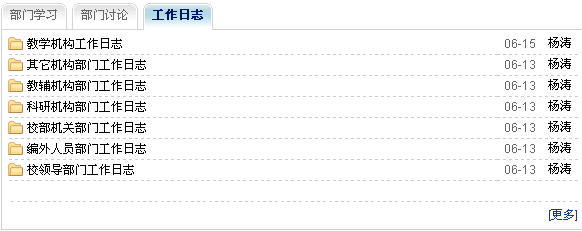 部门学习 部门讨论 工作日志
教学机构工作日志 06-15 杨涛
其它机构部门工作日志 06-13 杨涛
教辅机构部门工作日志 06-13 杨涛
科研机构部门工作日志 06-13 杨涛
校部机关部门工作日志 06-13 杨涛
编外人员部门工作日志 06-13 杨涛
校领导部门工作日志 06-13 杨涛
[更多]